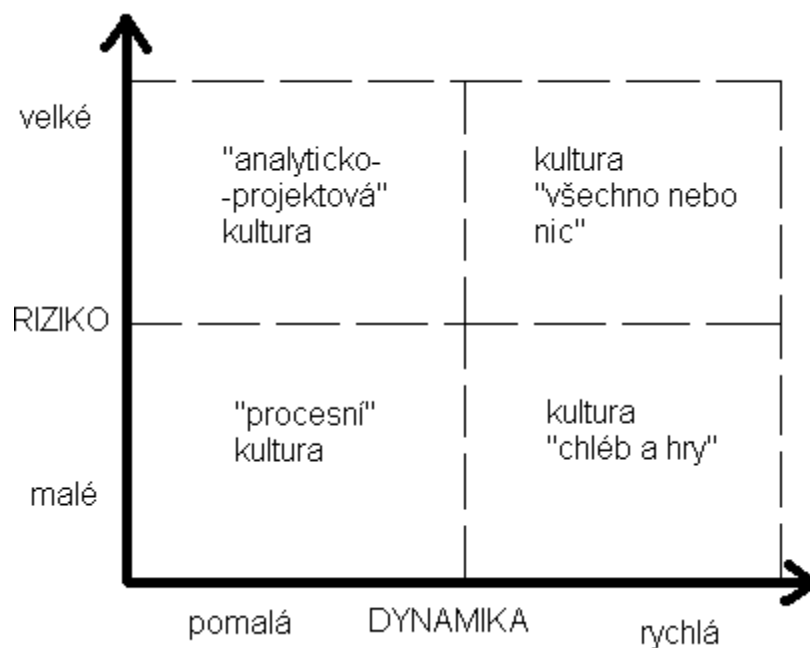 velké
"analyticko-
-projektová"
kultura
kultura
"všechno nebo
nic"
RIZIKO
"procesní"
kultura
kultura
"chléb a hry"
malé
pomalá
DYNAMIKA
rychlá